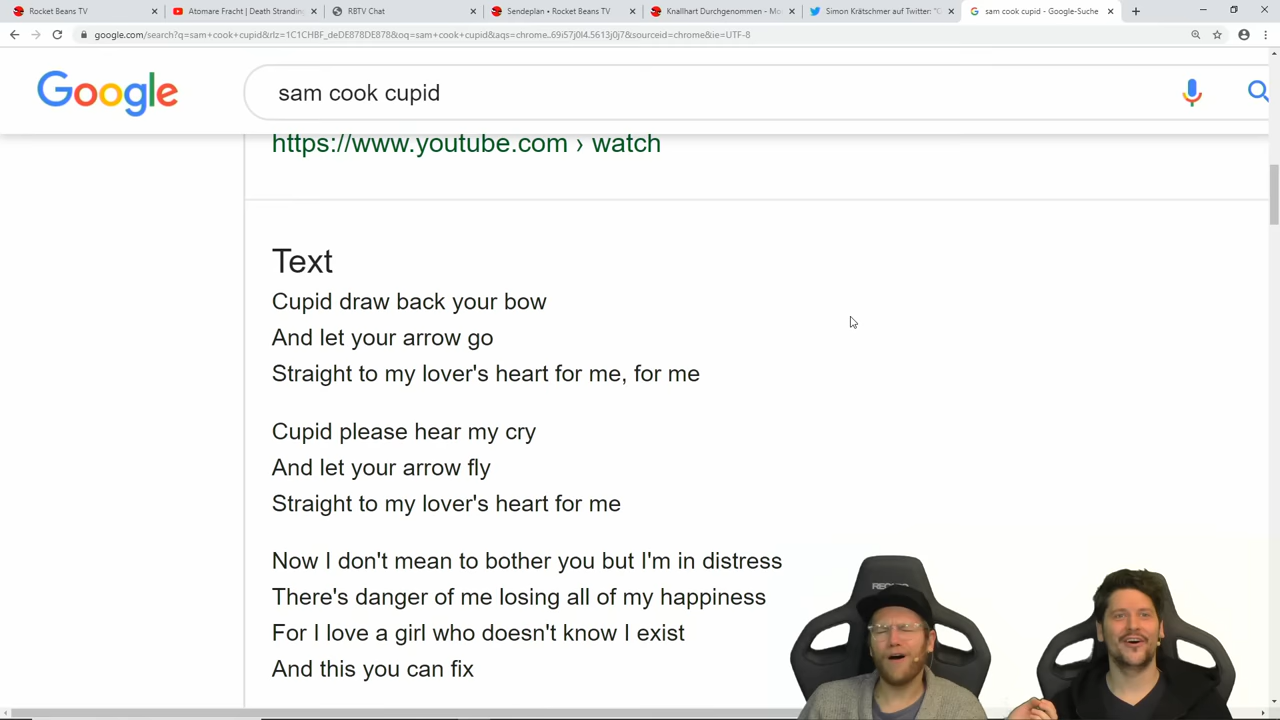 Rocket Beans TV
Atomare Fracht | Death Strandin
RBTV Chat
Sendeplan • Rocket Beans TV
Knallhart Durchgenommen - Mo
Simon Krätschmer auf Twitter: "G
sam cook cupid - Google-Suche
google.com/search?q=sam+cook+cupid&rlz=1C1CHBF_deDE878DE878&oq=sam+cook+cupid&aqs=chrome..69i57j0l4.5613j0j7&sourceid=chrome&ie=UTF-8
Google
sam cook cupid
https://www.youtube.com › watch
Text
Cupid draw back your bow
And let your arrow go
Straight to my lover's heart for me, for me
Cupid please hear my cry
And let your arrow fly
Straight to my lover's heart for me
Now I don't mean to bother you but I'm in distress
There's danger of me losing all of my happiness
For I love a girl who doesn't know I exist
And this you can fix